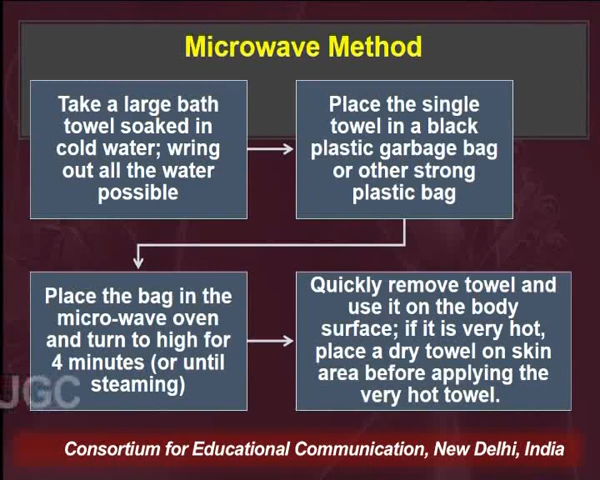 Microwave Method
Take a large bath
towel soaked in
cold water; wring
out all the water
possible
Place the single
towel in a black
plastic garbage bag
or other strong
plastic bag
Place the bag in the
micro-wave oven
and turn to high for
4 minutes (or until
steaming)
Quickly remove towel and
use it on the body
surface; if it is very hot,
place a dry towel on skin
area before applying the
very hot towel.
JGC
Consortium for Educational Communication, New Delhi, India